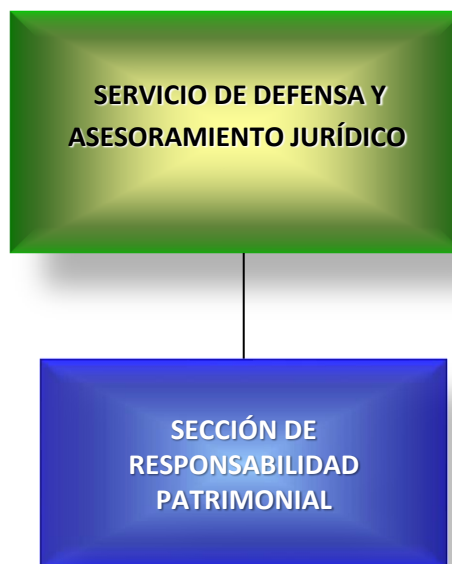 SERVICIO DE DEFENSA Y
ASESORAMIENTO JURÍDICO
SECCIÓN DE
RESPONSABILIDAD
PATRIMONIAL